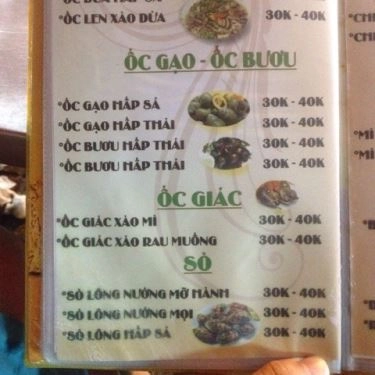 *ỐC LEN XÀO DỪA 30K - 40K
ỐC GẠO - ỐC BƯƠU
*ỐC GẠO HẤP SẢ 30K - 40K
*ỐC GẠO HẤP THÁI 30K - 40K
*ỐC BƯƠU HẤP THÁI 30K - 40K
*ỐC BƯƠU HẤP THÁI 30K - 40K
ỐC GIÁC
*ỐC GIÁC XÀO MÌ 30K - 40K
*ỐC GIÁC XÀO RAU MUỐNG 30K - 40K
SÒ
*SÒ LÔNG NƯỚNG MỠ HÀNH 30K - 40K
*SÒ LÔNG NƯỚNG MỌI 30K - 40K
*SÒ LÔNG HẤP SẢ 30K - 40K
*MÌ
*MÌ